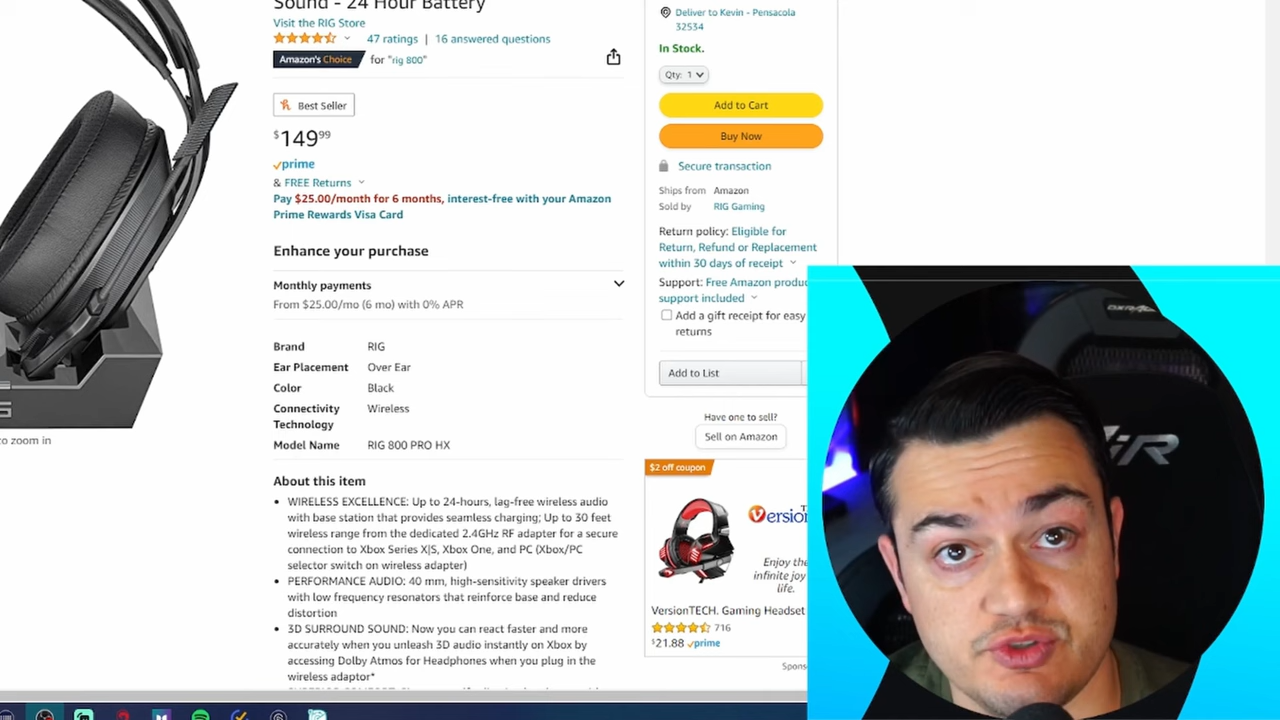 Sound - 24 Hour Battery
Visit the RIG Store
47 ratings | 16 answered questions
Amazon's Choice for "rig 800"
Best Seller
$149.99
prime
& FREE Returns
Pay $25.00/month for 6 months, interest-free with your Amazon
Prime Rewards Visa Card
Enhance your purchase
Monthly payments
From $25.00/mo (6 mo) with 0% APR
Brand RIG
Ear Placement Over Ear
Color Black
Connectivity Wireless
Technology
Model Name RIG 800 PRO HX
About this item
• WIRELESS EXCELLENCE: Up to 24-hours, lag-free wireless audio
with base station that provides seamless charging; Up to 30 feet
wireless range from the dedicated 2.4GHz RF adapter for a secure
connection to Xbox Series X|S, Xbox One, and PC (Xbox/PC
selector switch on wireless adapter)
• PERFORMANCE AUDIO: 40 mm, high-sensitivity speaker drivers
with low frequency resonators that reinforce base and reduce
distortion
• 3D SURROUND SOUND: Now you can react faster and more
accurately when you unleash 3D audio instantly on Xbox by
accessing Dolby Atmos for Headphones when you plug in the
wireless adaptor*
to zoom in
Deliver to Kevin - Pensacola
32534
In Stock.
Qty: 1
Add to Cart
Buy Now
Secure transaction
Ships from Amazon
Sold by RIG Gaming
Return policy: Eligible for
Return, Refund or Replacement
within 30 days of receipt
Support: Free Amazon produc
support included
Add a gift receipt for easy
returns
Add to List
Have one to sell?
Sell on Amazon
$2 off coupon
Version
Enjoy the
infinite joy
life.
VersionTECH. Gaming Headset
716
$21.88 prime
Spons